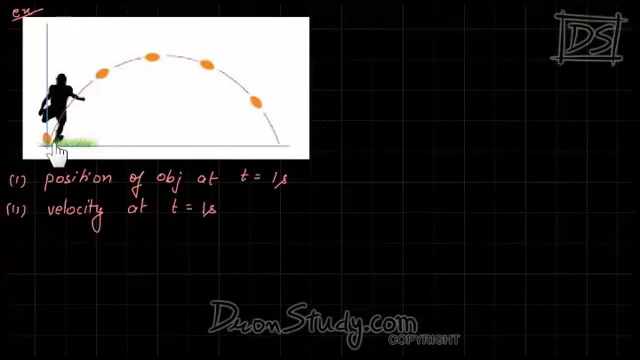 ex
DS
(i) position of obj at t = 1s
(ii) velocity at t = 1s
DronStudy.com
COPYRIGHT